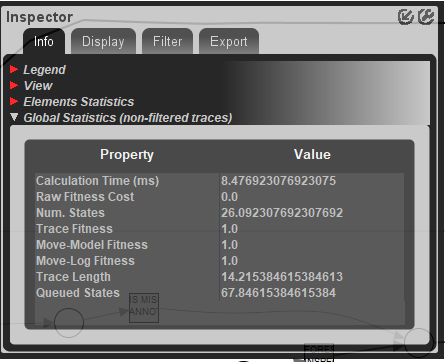 Inspector
Info Display Filter Export
Legend
View
Elements Statistics
Global Statistics (non-filtered traces)
Property Value
Calculation Time (ms) 8.476923076923075
Raw Fitness Cost 0.0
Num. States 26.092307692307692
Trace Fitness 1.0
Move-Model Fitness 1.0
Move-Log Fitness 1.0
Trace Length 14.215384615384613
Queued States 67.84615384615384
IS MIS
ANNOT